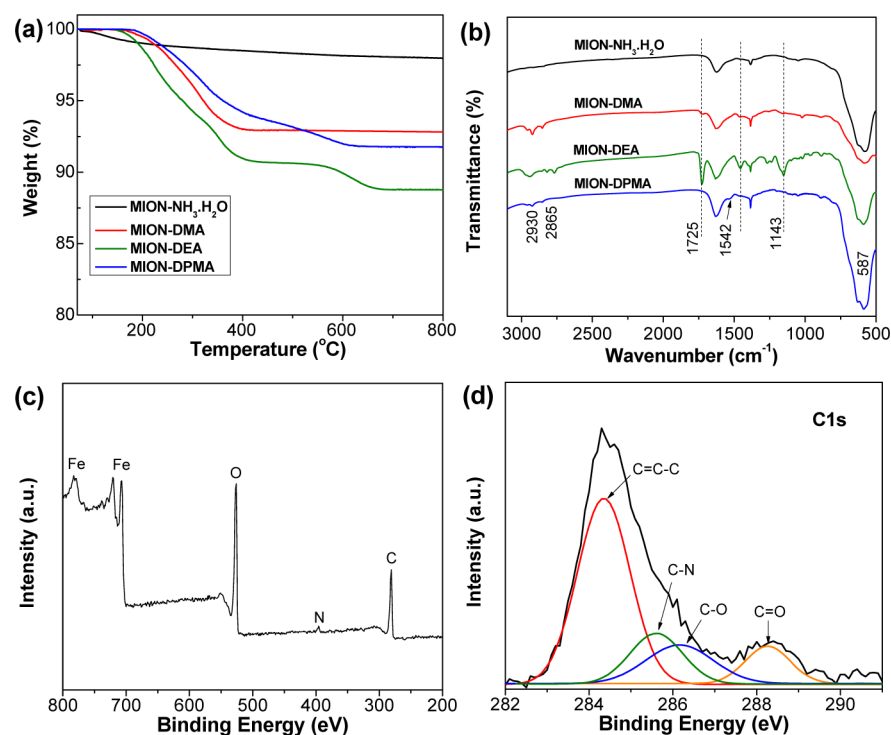 (a)
100
95
90
85
80
Weight (%)
MION-NH₃.H₂O
MION-DMA
MION-DEA
MION-DPMA
200 400 600 800
Temperature (°C)
(b)
Transmittance (%)
MION-NH₃.H₂O
MION-DMA
MION-DEA
MION-DPMA
2930
2865
1725
1542
1143
587
3000 2500 2000 1500 1000 500
Wavenumber (cm⁻¹)
(c)
Intensity (a.u.)
Fe
Fe
O
N
C
800 700 600 500 400 300 200
Binding Energy (eV)
(d)
C1s
Intensity (a.u.)
C=C-C
C-N
C-O
C=O
282 284 286 288 290
Binding Energy (eV)